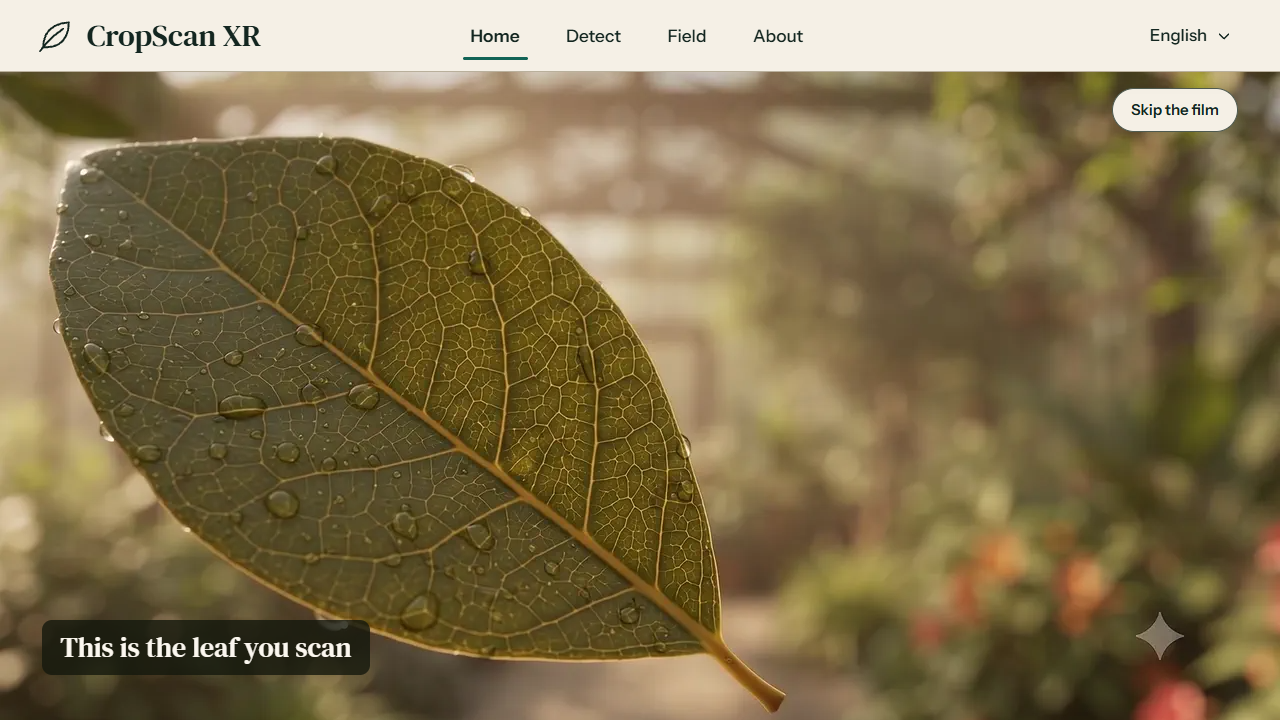 CropScan XR
Home
Detect
Field
About
English
Skip the film
This is the leaf you scan